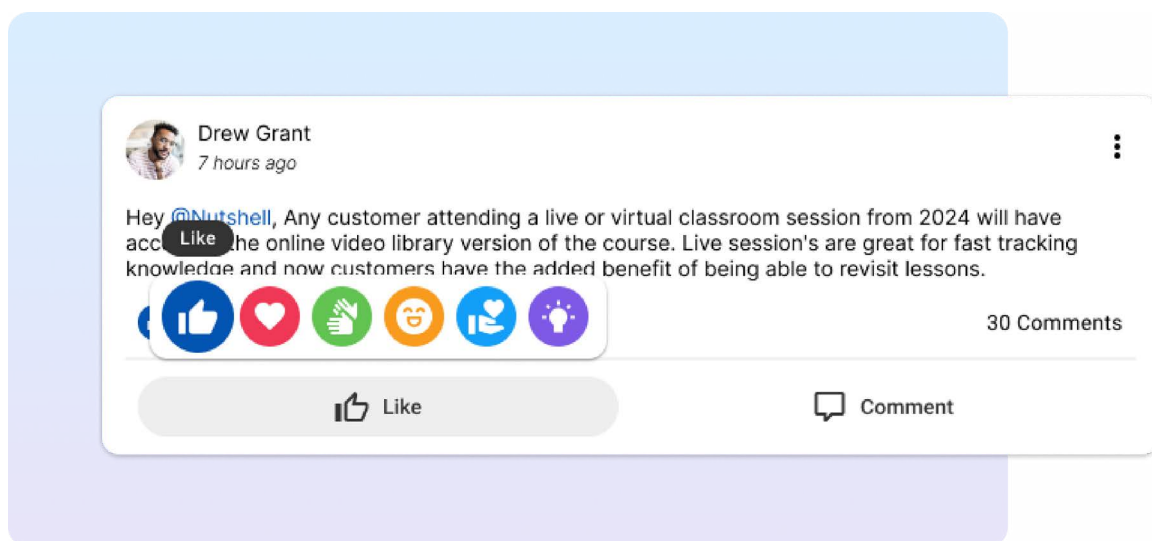 Drew Grant
7 hours ago
Hey @Nutshell, Any customer attending a live or virtual classroom session from 2024 will have
Like
the online video library version of the course. Live session's are great for fast tracking
knowledge and now customers have the added benefit of being able to revisit lessons.
30 Comments
Like
Comment